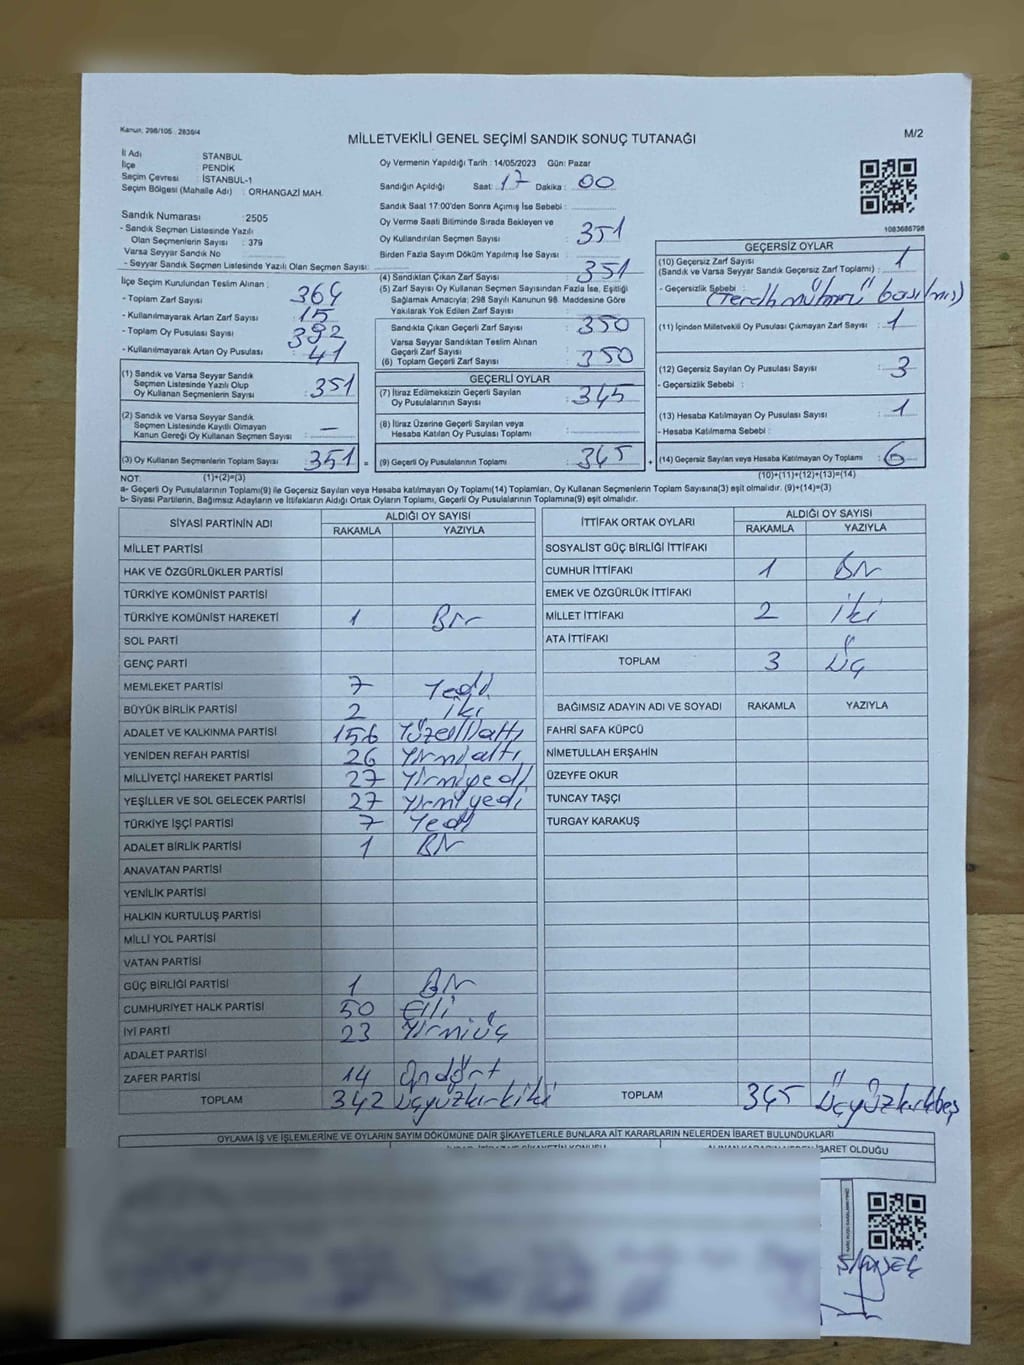 Kanun: 298/105 . 2839/4
MİLLETVEKİLİ GENEL SEÇİMİ SANDIK SONUÇ TUTANAĞI
M/2
İl Adı STANBUL
İlçe PENDİK
Seçim Çevresi İSTANBUL-1
Seçim Bölgesi (Mahalle Adı) : ORHANGAZİ MAH.
Oy Vermenin Yapıldığı Tarih : 14/05/2023 Gün: Pazar
Sandığın Açıldığı Saat: 17 Dakika : 00
Sandık Saat 17:00'den Sonra Açımış İse Sebebi :
Sandık Numarası : 2505
- Sandık Seçmen Listesinde Yazılı
Olan Seçmenlerin Sayısı : 379
Varsa Seyyar Sandık No
- Seyyar Sandık Seçmen Listesinde Yazılı Olan Seçmen Sayısı:
Oy Verme Saati Bitiminde Sırada Bekleyen ve
Oy Kullandırılan Seçmen Sayısı : 351
Birden Fazla Sayım Döküm Yapılmış İse Sayısı :
İlçe Seçim Kurulundan Teslim Alınan :
- Toplam Zarf Sayısı : 364
- Kullanılmayarak Artan Zarf Sayısı : 15
- Toplam Oy Pusulası Sayısı : 392
- Kullanılmayarak Artan Oy Pusulası : 41
(4) Sandıktan Çıkan Zarf Sayısı : 351
(5) Zarf Sayısı Oy Kullanan Seçmen Sayısından Fazla İse, Eşitliği
Sağlamak Amacıyla; 298 Sayılı Kanunun 98. Maddesine Göre
Yakılarak Yok Edilen Zarf Sayısı :
Sandıkta Çıkan Geçerli Zarf Sayısı : 350
Varsa Seyyar Sandıktan Teslim Alınan
Geçerli Zarf Sayısı
(6) Toplam Geçerli Zarf Sayısı : 350
1083686798
GEÇERSİZ OYLAR
(10) Geçersiz Zarf Sayısı
(Sandık ve Varsa Seyyar Sandık Geçersiz Zarf Toplamı) : 1
- Geçersizlik Sebebi : (Tercih mührü basılmış)
(11) İçinden Milletvekili Oy Pusulası Çıkmayan Zarf Sayısı : 1
(12) Geçersiz Sayılan Oy Pusulası Sayısı : 3
- Geçersizlik Sebebi :
(13) Hesaba Katılmayan Oy Pusulası Sayısı : 1
- Hesaba Katılmama Sebebi :
(14) Geçersiz Sayılan veya Hesaba Katılmayan Oy Toplamı : 6
(10)+(11)+(12)+(13)=(14)
(1) Sandık ve Varsa Seyyar Sandık
Seçmen Listesinde Yazılı Olup
Oy Kullanan Seçmenlerin Sayısı : 351
(2) Sandık ve Varsa Seyyar Sandık
Seçmen Listesinde Kayıtlı Olmayan
Kanun Gereği Oy Kullanan Seçmen Sayısı : —
(3) Oy Kullanan Seçmenlerin Toplam Sayısı : 351 =
GEÇERLİ OYLAR
(7) İtiraz Edilmeksizin Geçerli Sayılan
Oy Pusulalarının Sayısı : 345
(8) İtiraz Üzerine Geçerli Sayılan veya
Hesaba Katılan Oy Pusulası Toplamı :
(9) Geçerli Oy Pusulalarının Toplamı : 345 +
NOT: (1)+(2)=(3)
a- Geçerli Oy Pusulalarının Toplamı(9) ile Geçersiz Sayılan veya Hesaba katılmayan Oy Toplamı(14) Toplamları, Oy Kullanan Seçmenlerin Toplam Sayısına(3) eşit olmalıdır. (9)+(14)=(3)
b- Siyasi Partilerin, Bağımsız Adayların ve İttifakların Aldığı Ortak Oyların Toplamı, Geçerli Oy Pusulalarının Toplamına(9) eşit olmalıdır.
SİYASİ PARTİNİN ADI ALDIĞI OY SAYISI
RAKAMLA YAZIYLA
MİLLET PARTİSİ
HAK VE ÖZGÜRLÜKLER PARTİSİ
TÜRKİYE KOMÜNİST PARTİSİ
TÜRKİYE KOMÜNİST HAREKETİ 1 Bir
SOL PARTİ
GENÇ PARTİ
MEMLEKET PARTİSİ 7 Yedi
BÜYÜK BİRLİK PARTİSİ 2 İki
ADALET VE KALKINMA PARTİSİ 156 Yüzellialtı
YENİDEN REFAH PARTİSİ 26 Yirmialtı
MİLLİYETÇİ HAREKET PARTİSİ 27 Yirmiyedi
YEŞİLLER VE SOL GELECEK PARTİSİ 27 Yirmiyedi
TÜRKİYE İŞÇİ PARTİSİ 7 Yedi
ADALET BİRLİK PARTİSİ 1 Bir
ANAVATAN PARTİSİ
YENİLİK PARTİSİ
HALKIN KURTULUŞ PARTİSİ
MİLLİ YOL PARTİSİ
VATAN PARTİSİ
GÜÇ BİRLİĞİ PARTİSİ 1 Bir
CUMHURİYET HALK PARTİSİ 50 Elli
İYİ PARTİ 23 Yirmiüç
ADALET PARTİSİ
ZAFER PARTİSİ 14 Ondört
TOPLAM 342 üçyüzkırkiki
İTTİFAK ORTAK OYLARI ALDIĞI OY SAYISI
RAKAMLA YAZIYLA
SOSYALİST GÜÇ BİRLİĞİ İTTİFAKI
CUMHUR İTTİFAKI 1 Bir
EMEK VE ÖZGÜRLÜK İTTİFAKI
MİLLET İTTİFAKI 2 İki
ATA İTTİFAKI
TOPLAM 3 Üç
BAĞIMSIZ ADAYIN ADI VE SOYADI RAKAMLA YAZIYLA
FAHRİ SAFA KÜPCÜ
NİMETULLAH ERŞAHİN
ÜZEYFE OKUR
TUNCAY TAŞÇI
TURGAY KARAKUŞ
TOPLAM 345 Üçyüzkırkbeş
OYLAMA İŞ VE İŞLEMLERİNE VE OYLARIN SAYIM DÖKÜMÜNE DAİR ŞİKAYETLERLE BUNLARA AİT KARARLARIN NELERDEN İBARET BULUNDUKLARI
İBARET OLDUĞU